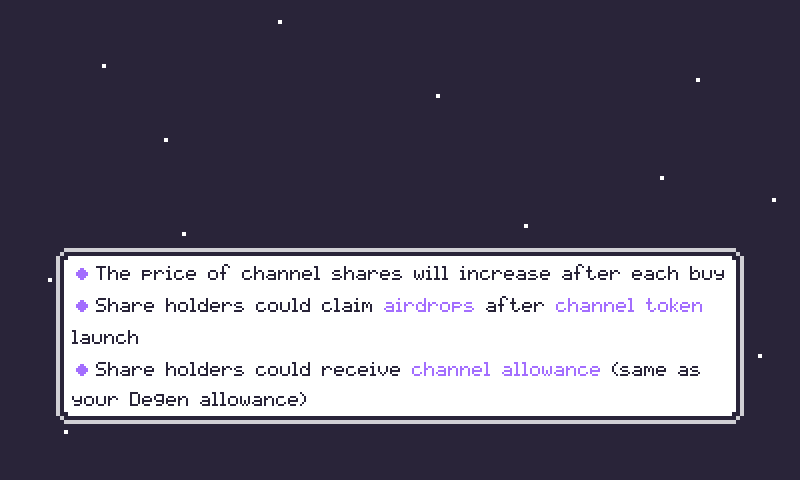 ◆ The price of channel shares will increase after each buy
◆ Share holders could claim airdrops after channel token
launch
◆ Share holders could receive channel allowance (same as
your Degen allowance)